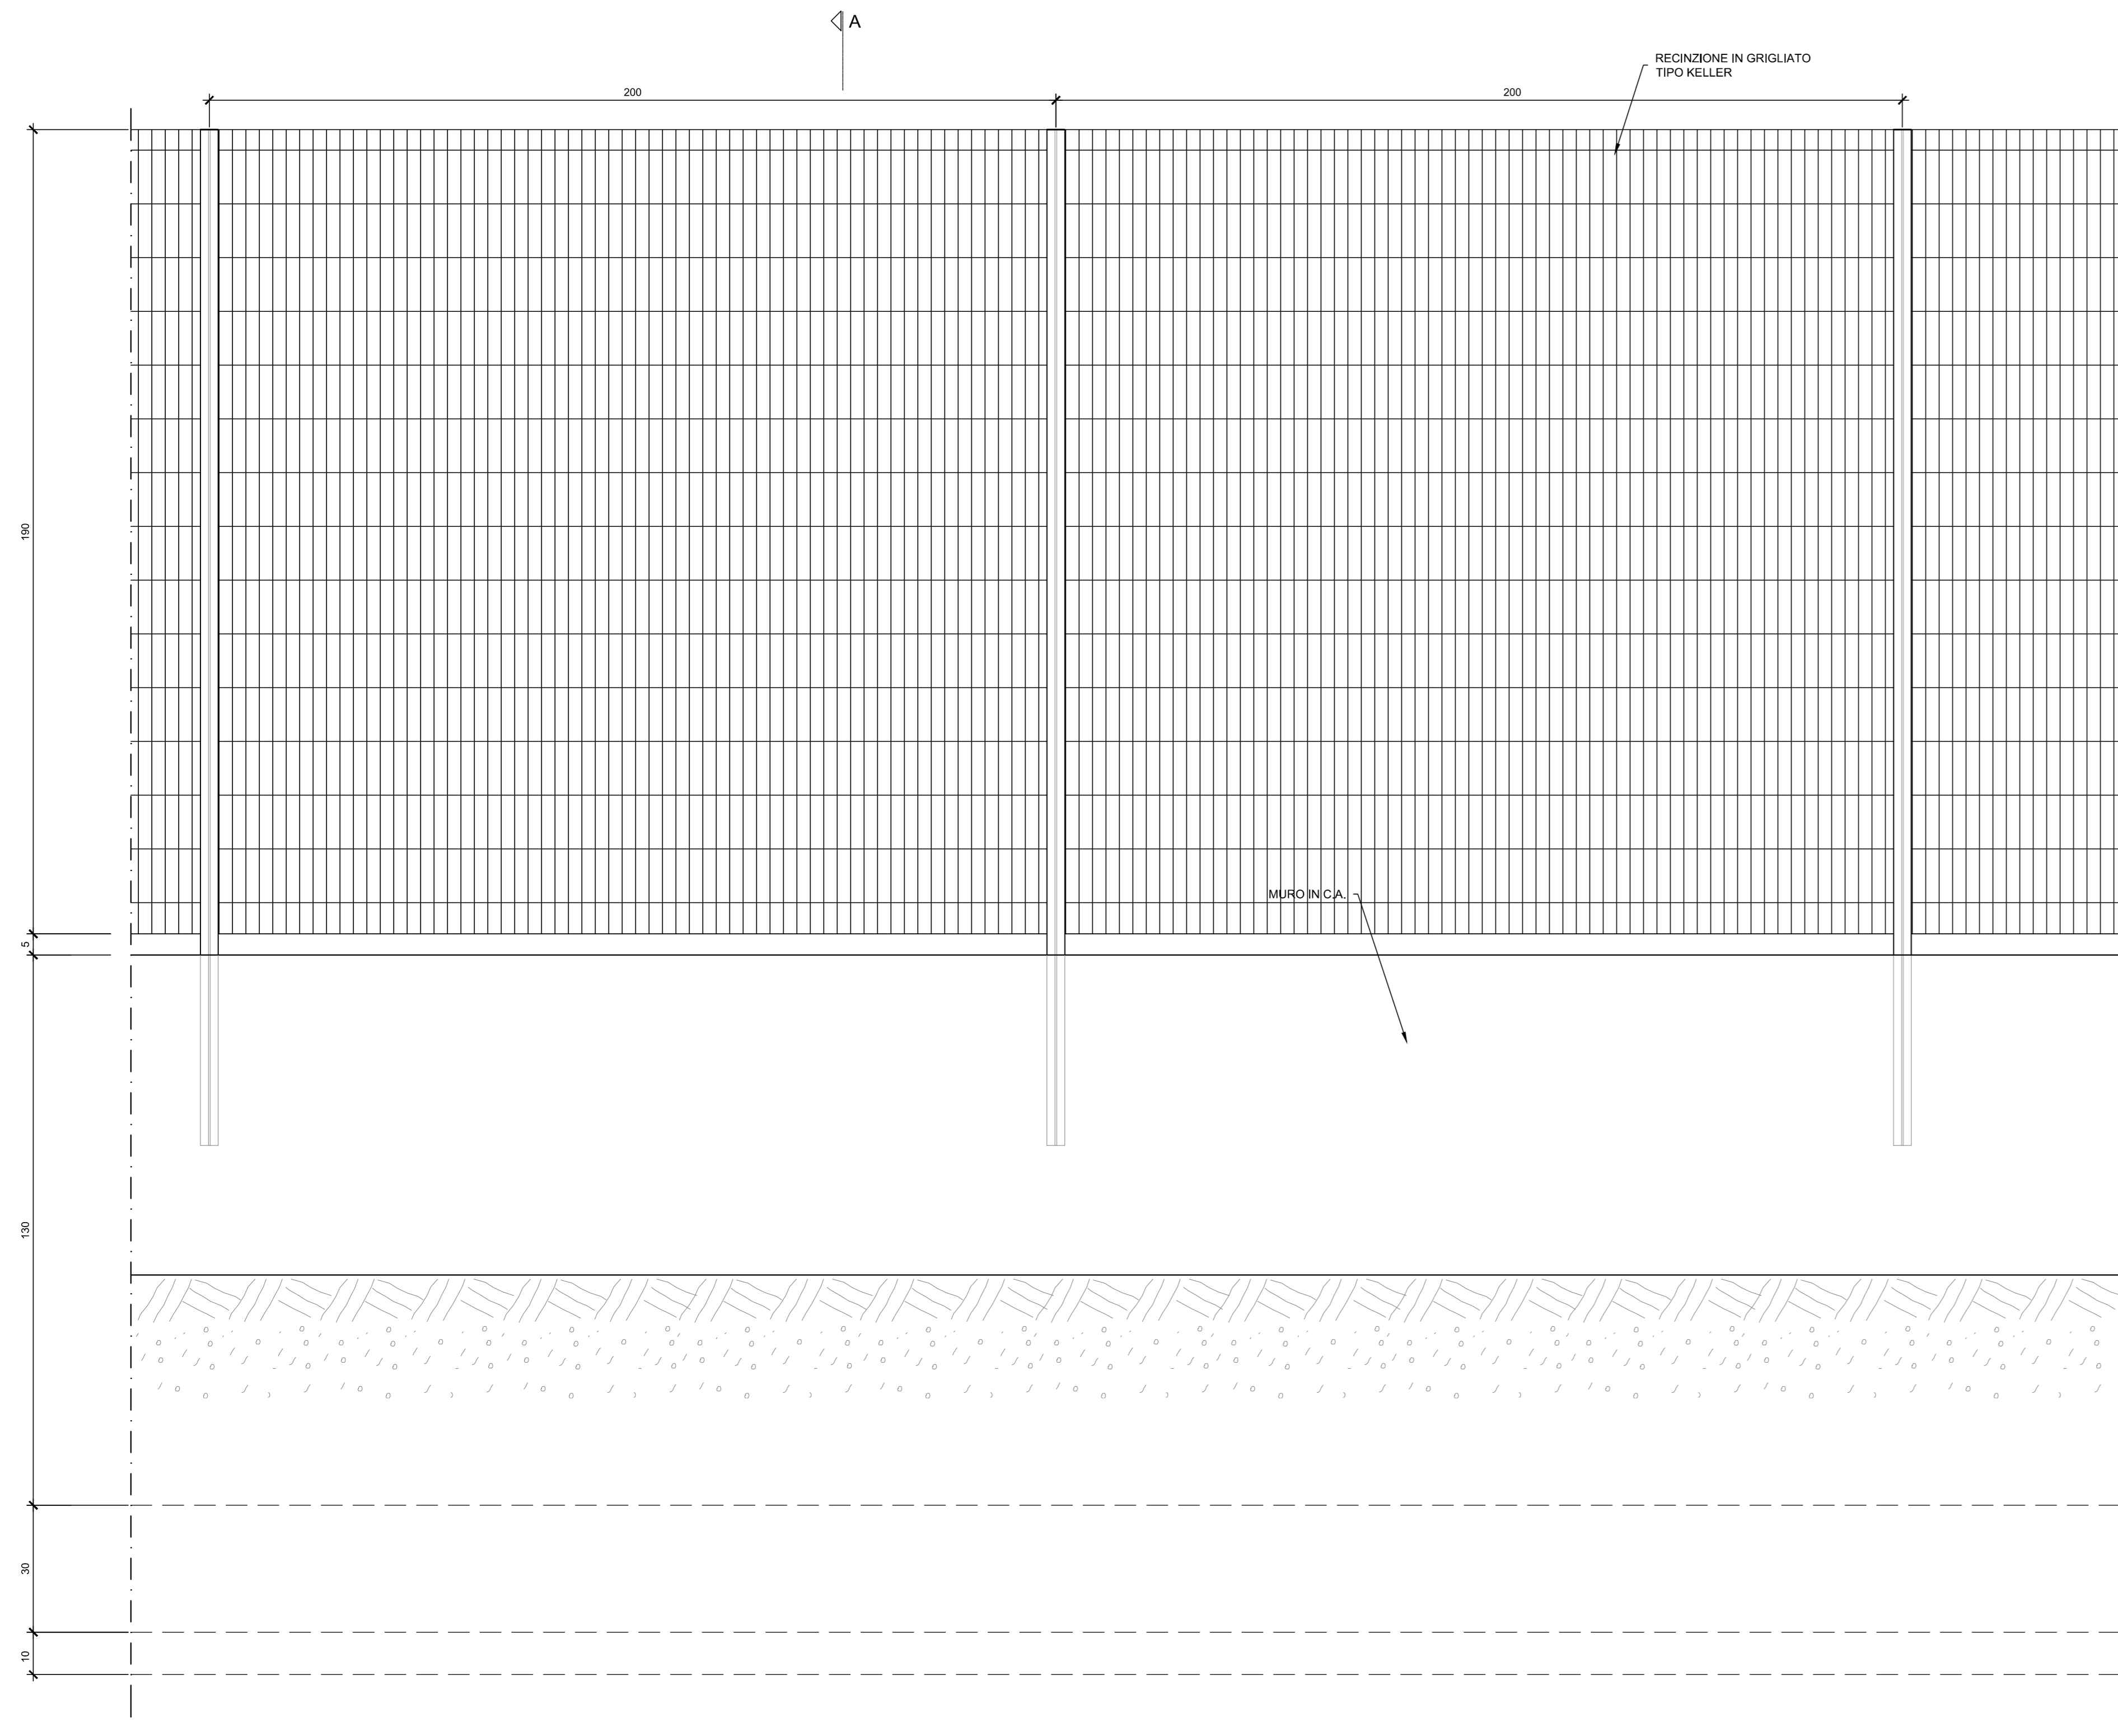 A
RECINZIONE IN GRIGLIATO
TIPO KELLER
200
200
190
MURO IN C.A.
5
130
30
10